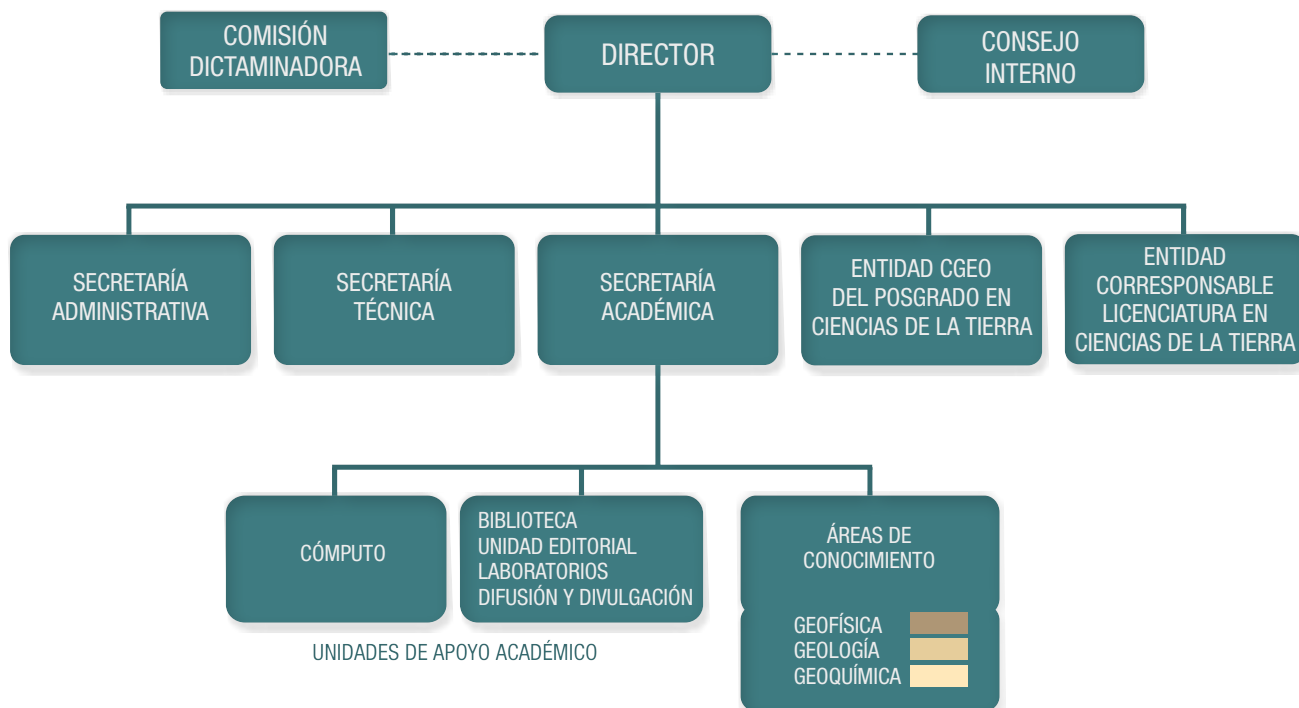 COMISIÓN
DICTAMINADORA
DIRECTOR
CONSEJO
INTERNO
SECRETARÍA
ADMINISTRATIVA
SECRETARÍA
TÉCNICA
SECRETARÍA
ACADÉMICA
ENTIDAD CGEO
DEL POSGRADO EN
CIENCIAS DE LA TIERRA
ENTIDAD
CORRESPONSABLE
LICENCIATURA EN
CIENCIAS DE LA TIERRA
CÓMPUTO
BIBLIOTECA
UNIDAD EDITORIAL
LABORATORIOS
DIFUSIÓN Y DIVULGACIÓN
ÁREAS DE
CONOCIMIENTO
GEOFÍSICA
GEOLOGÍA
GEOQUÍMICA
UNIDADES DE APOYO ACADÉMICO